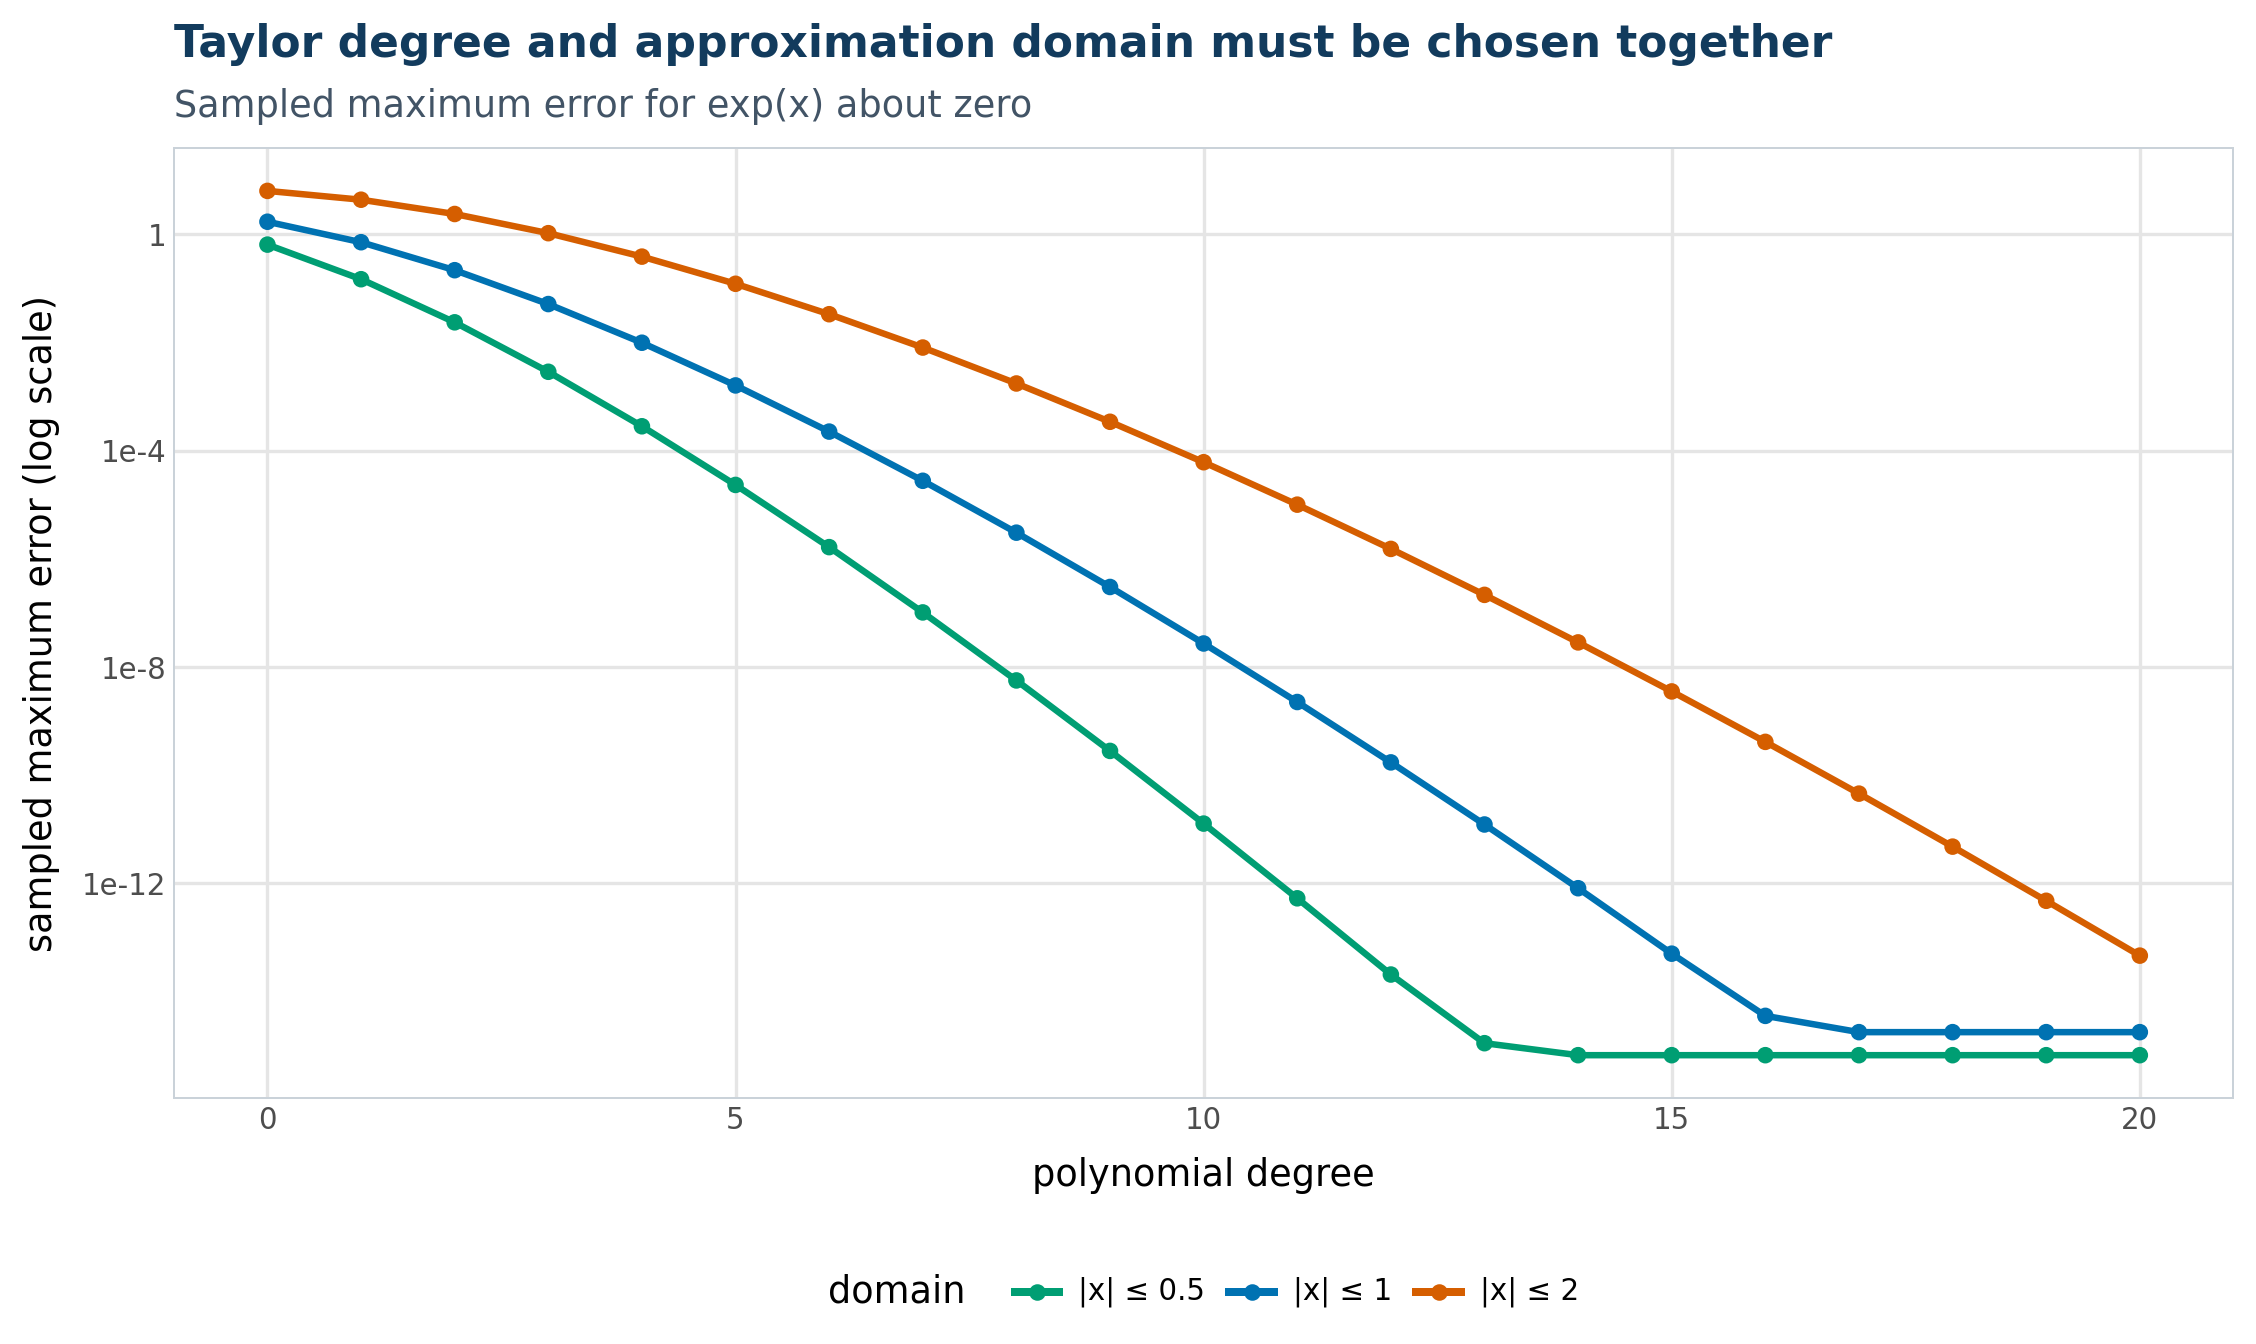 Taylor degree and approximation domain must be chosen together
Sampled maximum error for exp(x) about zero
sampled maximum error (log scale)
1
1e-4
1e-8
1e-12
0 5 10 15 20
polynomial degree
domain |x| ≤ 0.5 |x| ≤ 1 |x| ≤ 2